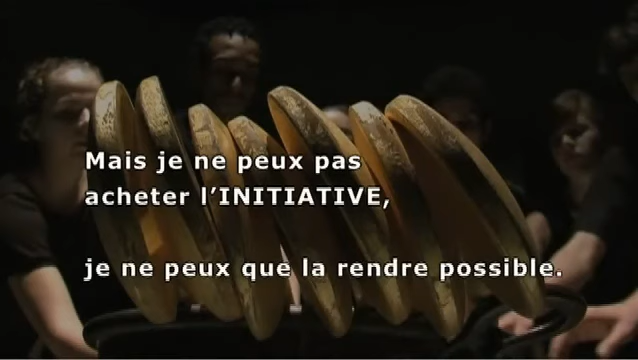 Mais je ne peux pas
acheter l’INITIATIVE,
je ne peux que la rendre possible.